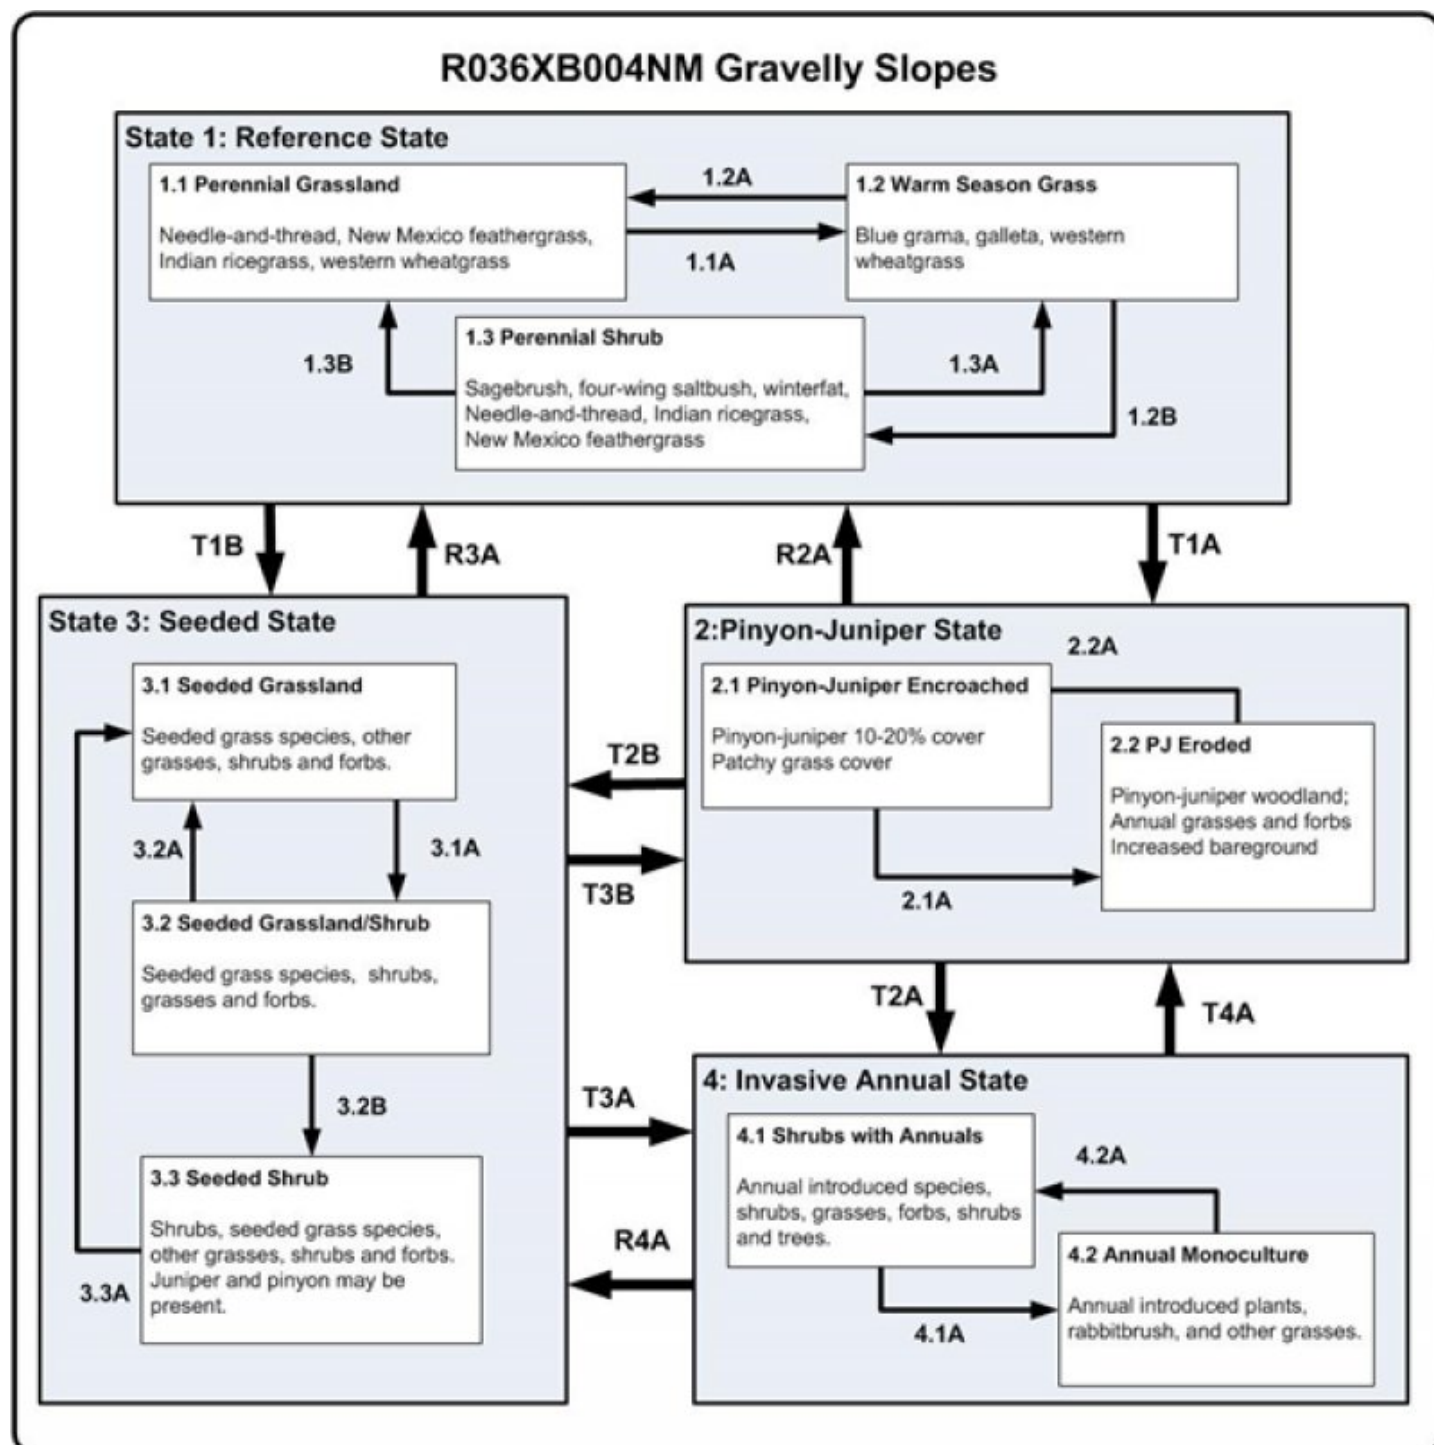 R036XB004NM Gravelly Slopes
State 1: Reference State
1.1 Perennial Grassland
Needle-and-thread, New Mexico feathergrass,
Indian ricegrass, western wheatgrass
1.2A
1.1A
1.2 Warm Season Grass
Blue grama, galleta, western
wheatgrass
1.3B
1.3 Perennial Shrub
Sagebrush, four-wing saltbush, winterfat,
Needle-and-thread, Indian ricegrass,
New Mexico feathergrass
1.3A
1.2B
T1B
R3A
R2A
T1A
State 3: Seeded State
3.1 Seeded Grassland
Seeded grass species, other
grasses, shrubs and forbs.
3.2A
3.1A
3.2 Seeded Grassland/Shrub
Seeded grass species, shrubs,
grasses and forbs.
3.2B
3.3 Seeded Shrub
Shrubs, seeded grass species,
other grasses, shrubs and forbs.
Juniper and pinyon may be
present.
3.3A
T2B
T3B
2:Pinyon-Juniper State
2.2A
2.1 Pinyon-Juniper Encroached
Pinyon-juniper 10-20% cover
Patchy grass cover
2.2 PJ Eroded
Pinyon-juniper woodland;
Annual grasses and forbs
Increased bareground
2.1A
T2A
T4A
T3A
R4A
4: Invasive Annual State
4.1 Shrubs with Annuals
Annual introduced species,
shrubs, grasses, forbs, shrubs
and trees.
4.2A
4.1A
4.2 Annual Monoculture
Annual introduced plants,
rabbitbrush, and other grasses.